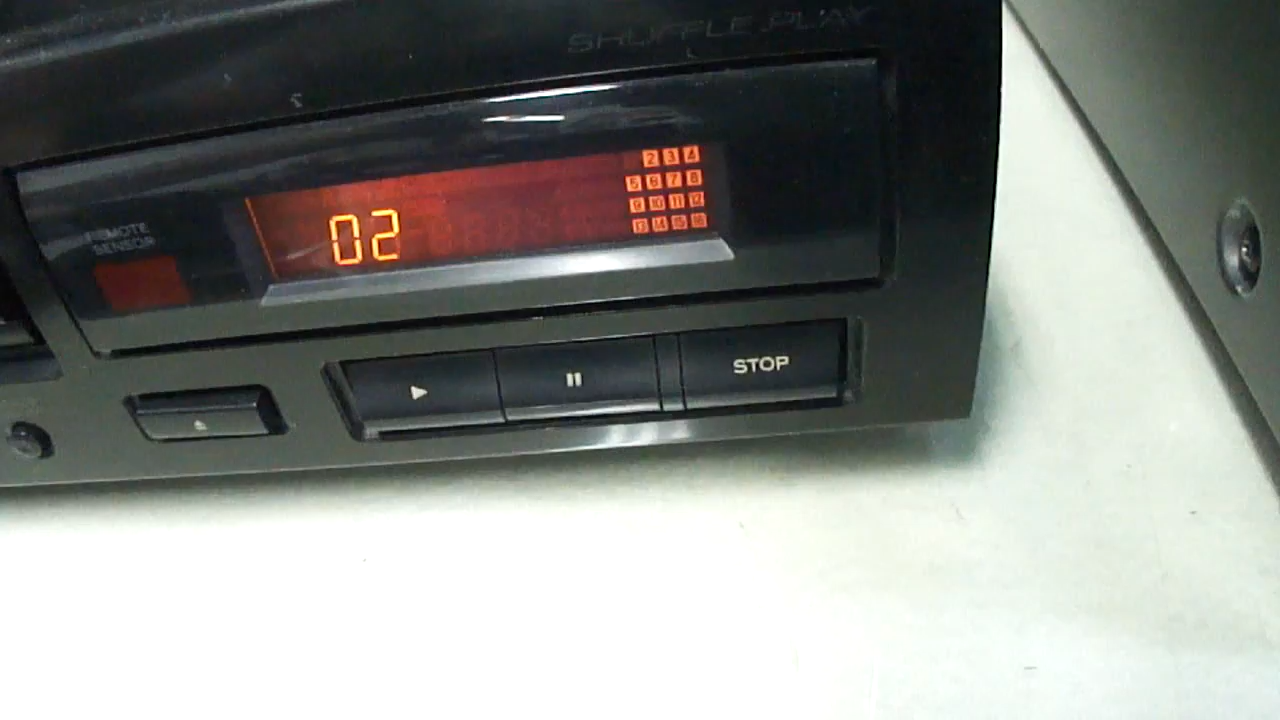 SHUFFLE PLAY
REMOTE
SENSOR
02
2 3 4
5 6 7 8
9 10 11 12
13 14 15 16
STOP